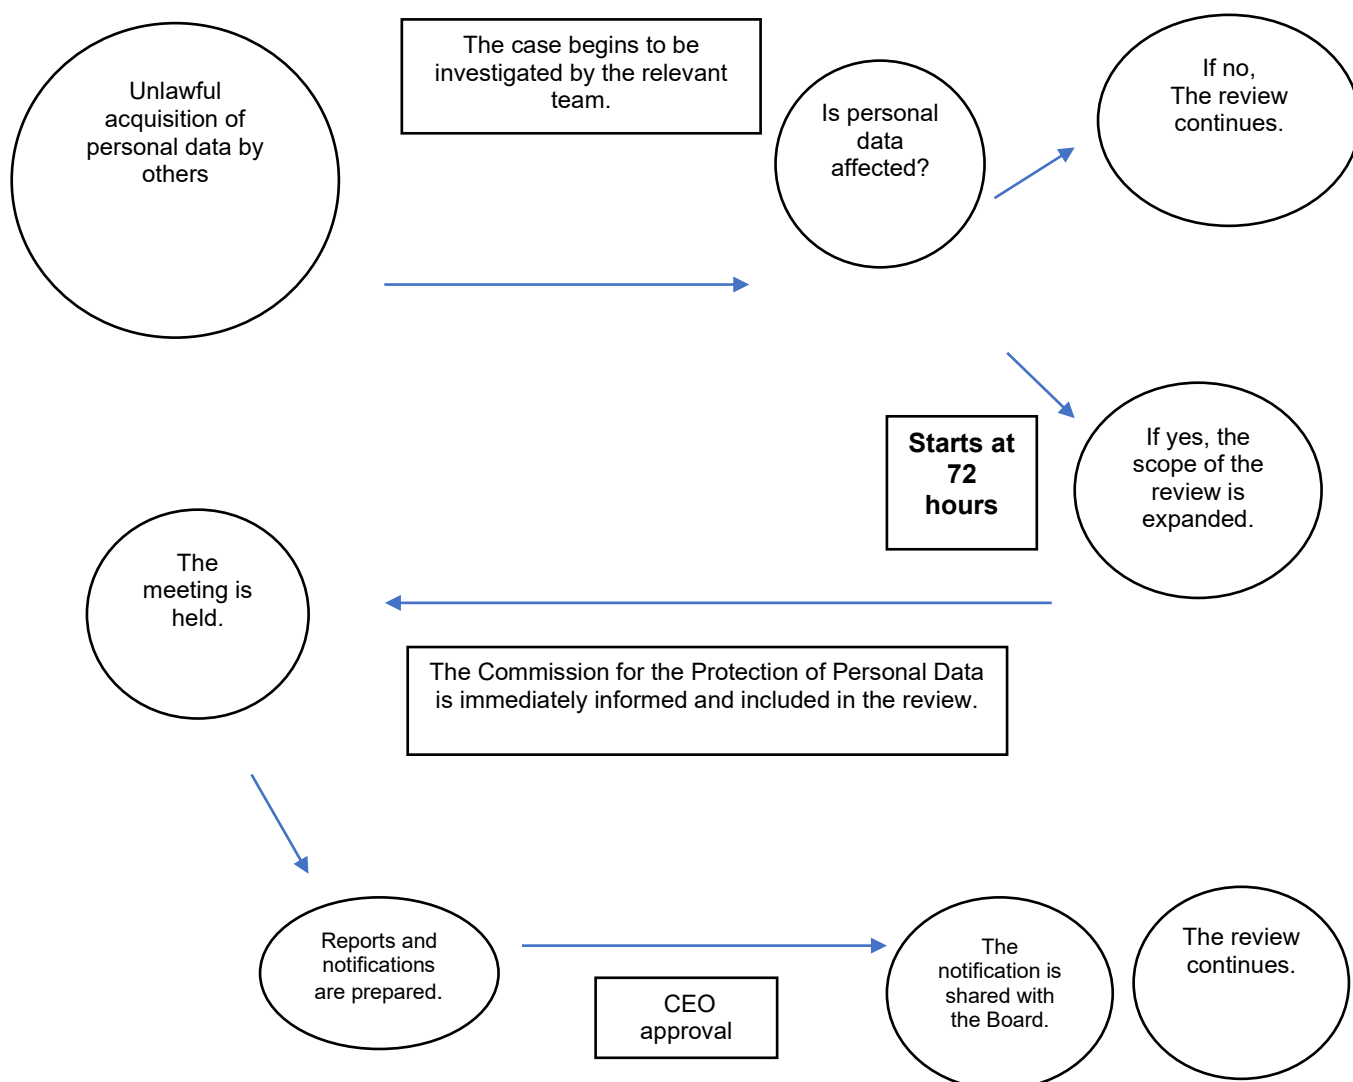 Unlawful
acquisition of
personal data by
others
The case begins to be
investigated by the relevant
team.
Is personal
data
affected?
If no,
The review
continues.
Starts at
72
hours
If yes, the
scope of the
review is
expanded.
The
meeting is
held.
The Commission for the Protection of Personal Data
is immediately informed and included in the review.
Reports and
notifications
are prepared.
CEO
approval
The
notification is
shared with
the Board.
The review
continues.